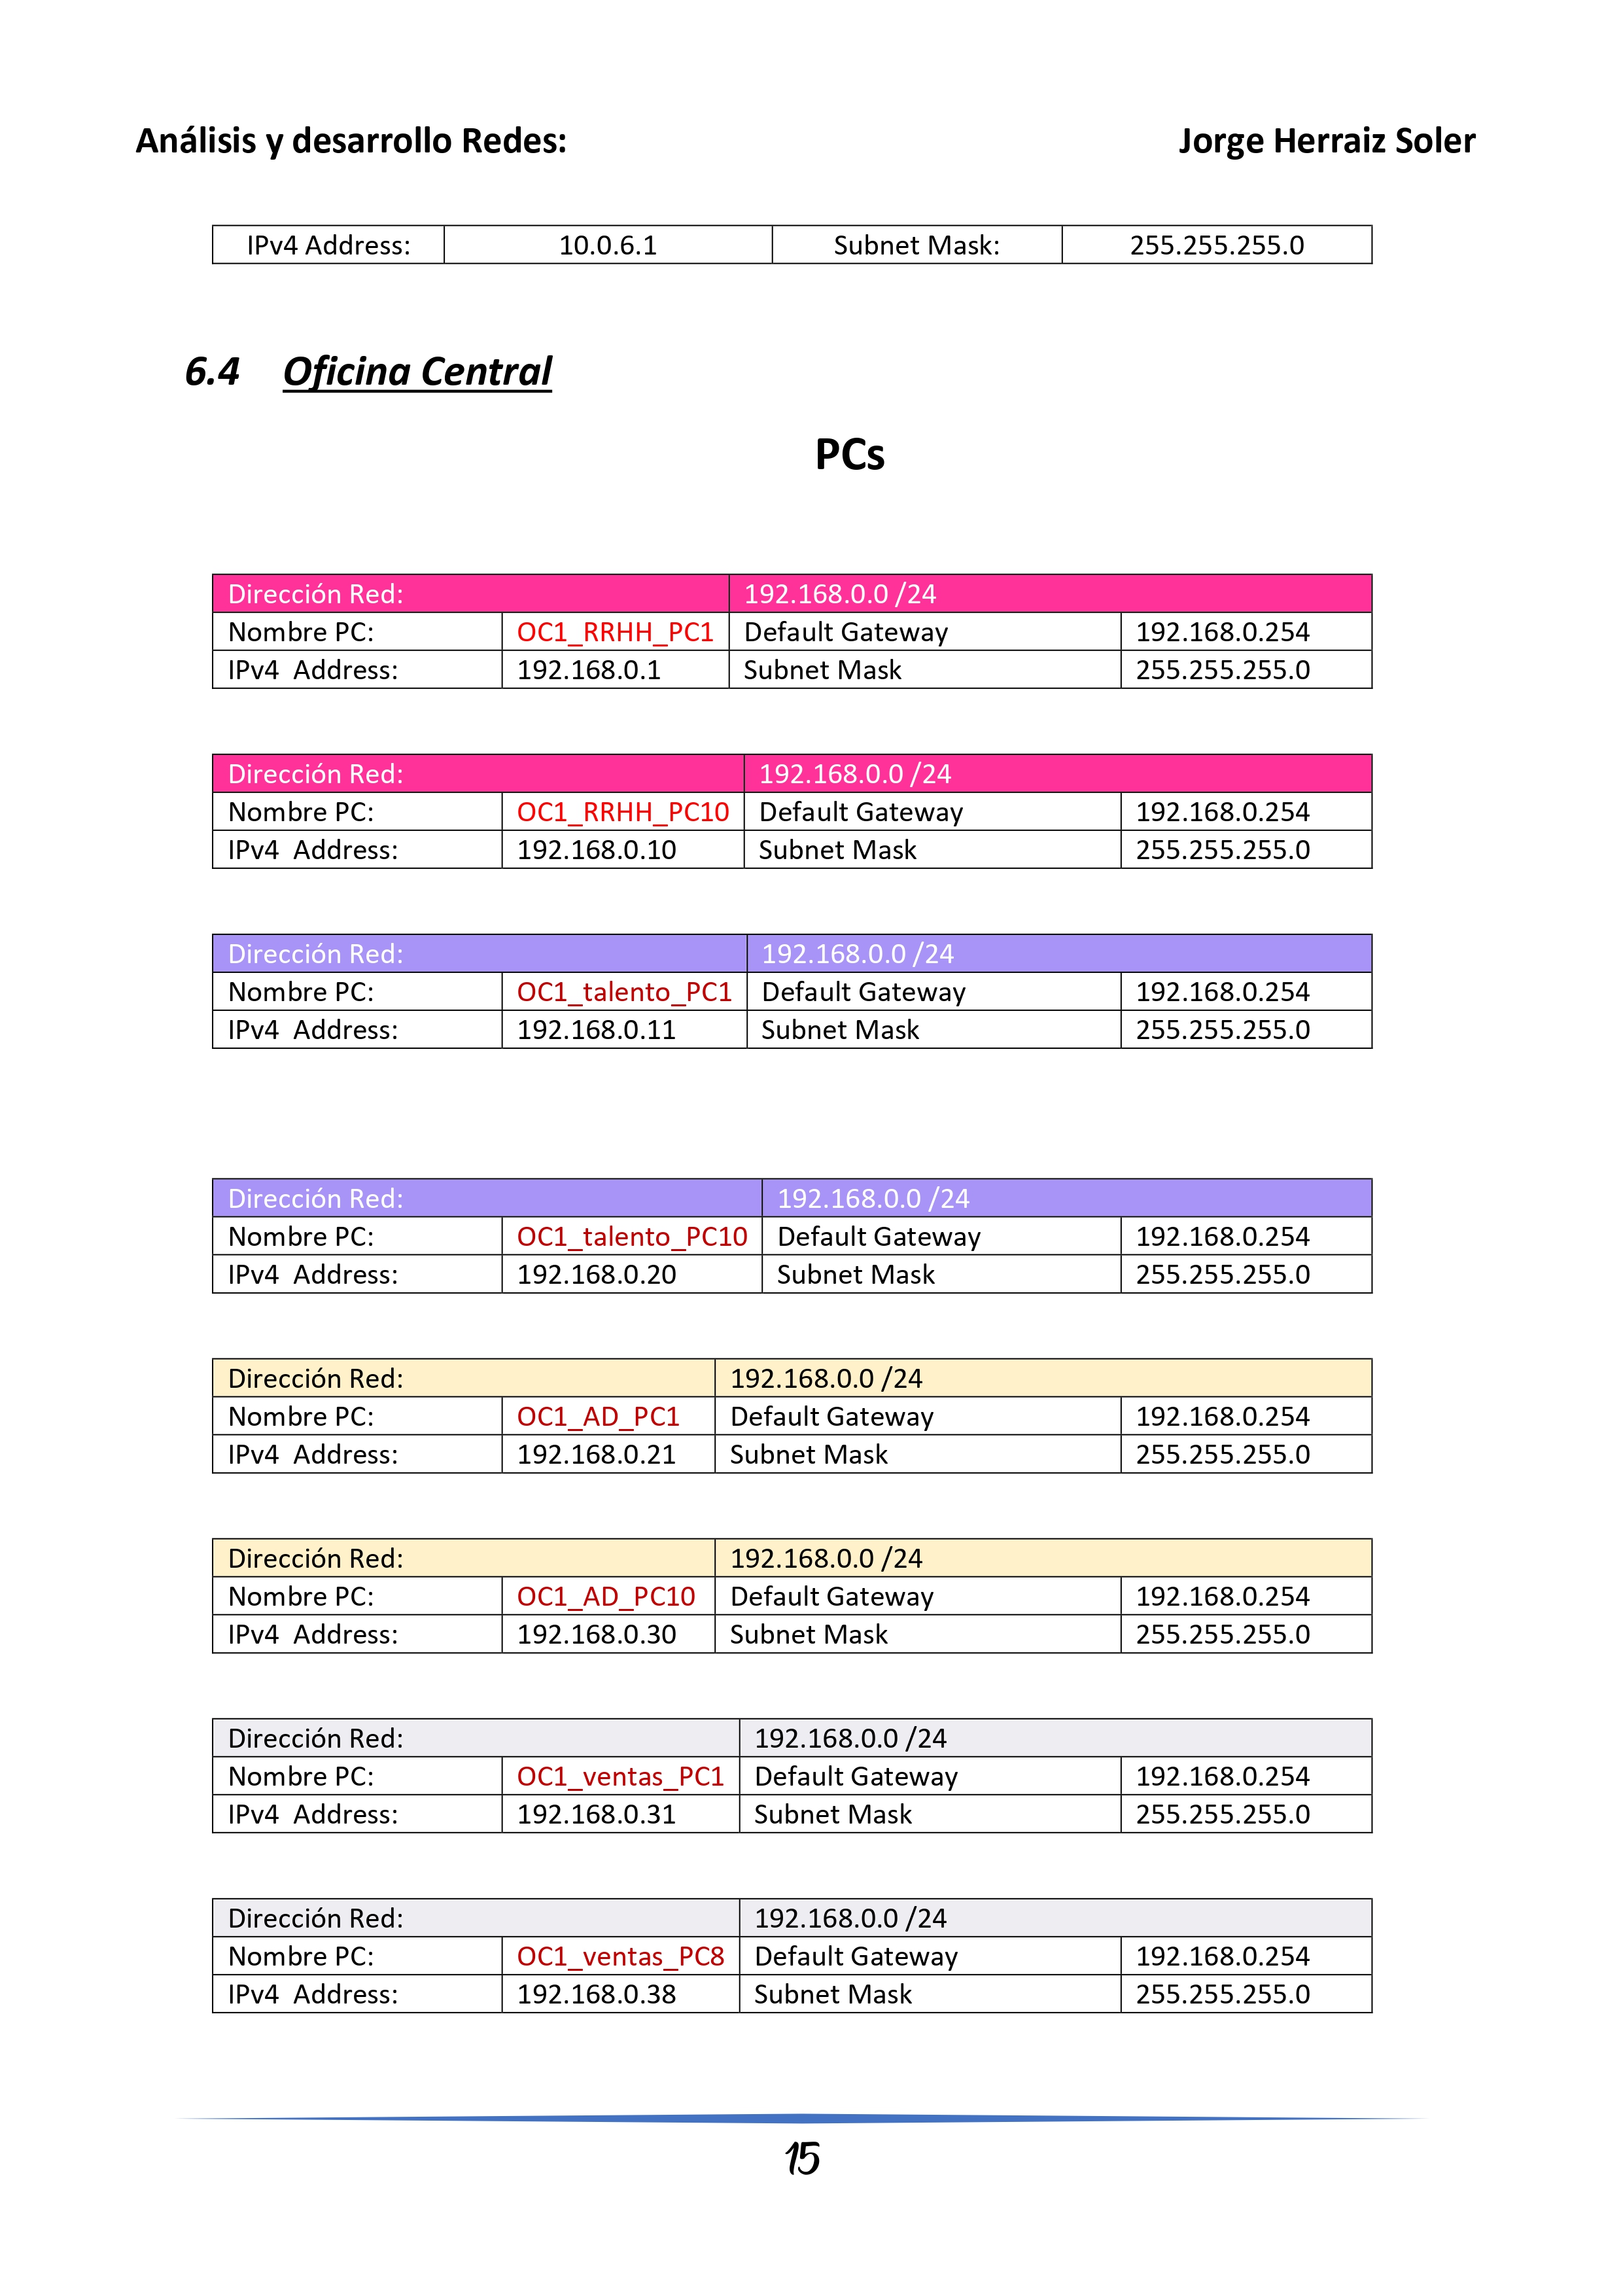 Análisis y desarrollo Redes: Jorge Herraiz Soler
IPv4 Address: 10.0.6.1 Subnet Mask: 255.255.255.0
6.4 Oficina Central
PCs
Dirección Red: 192.168.0.0 /24
Nombre PC: OC1_RRHH_PC1 Default Gateway 192.168.0.254
IPv4 Address: 192.168.0.1 Subnet Mask 255.255.255.0
Dirección Red: 192.168.0.0 /24
Nombre PC: OC1_RRHH_PC10 Default Gateway 192.168.0.254
IPv4 Address: 192.168.0.10 Subnet Mask 255.255.255.0
Dirección Red: 192.168.0.0 /24
Nombre PC: OC1_talento_PC1 Default Gateway 192.168.0.254
IPv4 Address: 192.168.0.11 Subnet Mask 255.255.255.0
Dirección Red: 192.168.0.0 /24
Nombre PC: OC1_talento_PC10 Default Gateway 192.168.0.254
IPv4 Address: 192.168.0.20 Subnet Mask 255.255.255.0
Dirección Red: 192.168.0.0 /24
Nombre PC: OC1_AD_PC1 Default Gateway 192.168.0.254
IPv4 Address: 192.168.0.21 Subnet Mask 255.255.255.0
Dirección Red: 192.168.0.0 /24
Nombre PC: OC1_AD_PC10 Default Gateway 192.168.0.254
IPv4 Address: 192.168.0.30 Subnet Mask 255.255.255.0
Dirección Red: 192.168.0.0 /24
Nombre PC: OC1_ventas_PC1 Default Gateway 192.168.0.254
IPv4 Address: 192.168.0.31 Subnet Mask 255.255.255.0
Dirección Red: 192.168.0.0 /24
Nombre PC: OC1_ventas_PC8 Default Gateway 192.168.0.254
IPv4 Address: 192.168.0.38 Subnet Mask 255.255.255.0
15